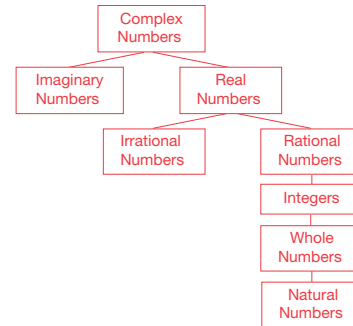 Complex
Numbers
Imaginary
Numbers
Real
Numbers
Irrational
Numbers
Rational
Numbers
Integers
Whole
Numbers
Natural
Numbers